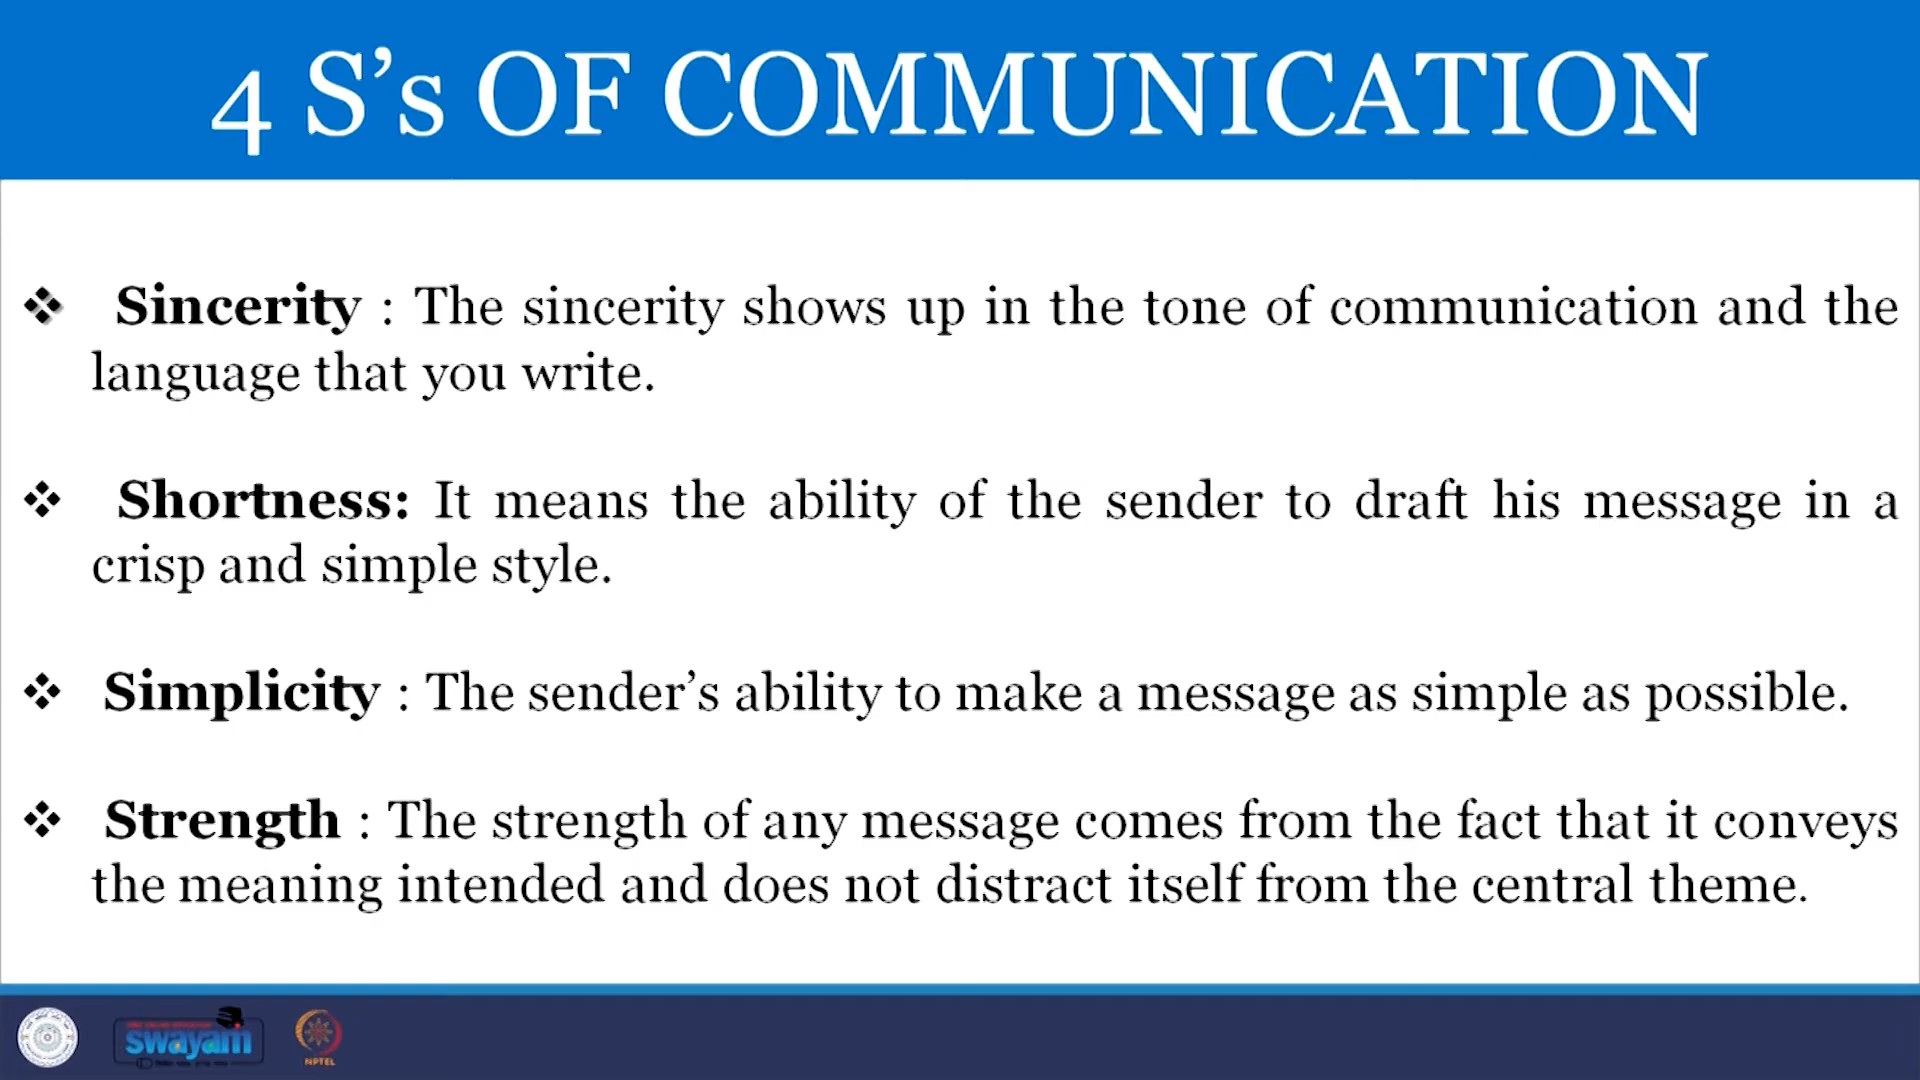 4 S’s OF COMMUNICATION
❖ Sincerity : The sincerity shows up in the tone of communication and the
language that you write.
❖ Shortness: It means the ability of the sender to draft his message in a
crisp and simple style.
❖ Simplicity : The sender’s ability to make a message as simple as possible.
❖ Strength : The strength of any message comes from the fact that it conveys
the meaning intended and does not distract itself from the central theme.
swayam
NPTEL